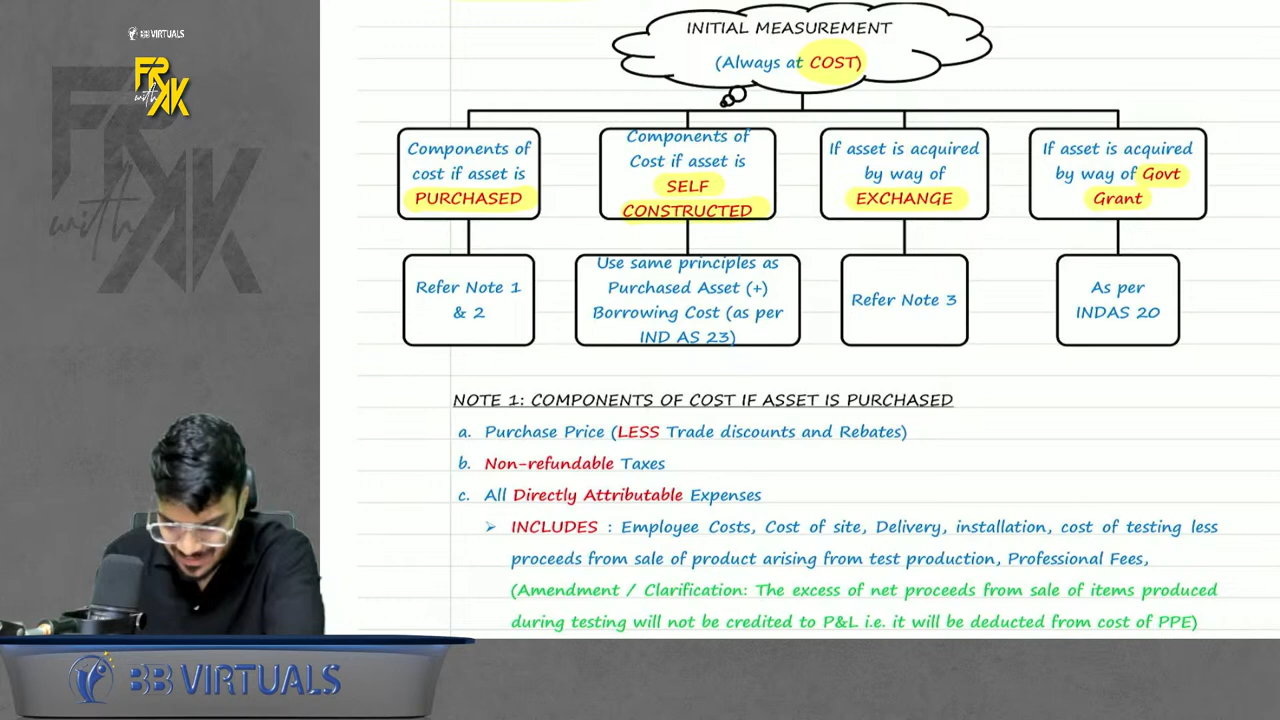 BB VIRTUALS
FR
with
AK
INITIAL MEASUREMENT
(Always at COST)
Components of
cost if asset is
PURCHASED
Components of
Cost if asset is
SELF
CONSTRUCTED
If asset is acquired
by way of
EXCHANGE
If asset is acquired
by way of Govt
Grant
Refer Note 1
& 2
Use same principles as
Purchased Asset (+)
Borrowing Cost (as per
IND AS 23)
Refer Note 3
As per
INDAS 20
NOTE 1: COMPONENTS OF COST IF ASSET IS PURCHASED
a. Purchase Price (LESS Trade discounts and Rebates)
b. Non-refundable Taxes
c. All Directly Attributable Expenses
➢ INCLUDES : Employee Costs, Cost of site, Delivery, installation, cost of testing less
proceeds from sale of product arising from test production, Professional Fees,
(Amendment / Clarification: The excess of net proceeds from sale of items produced
during testing will not be credited to P&L i.e. it will be deducted from cost of PPE)
FR
with
AK
BB VIRTUALS